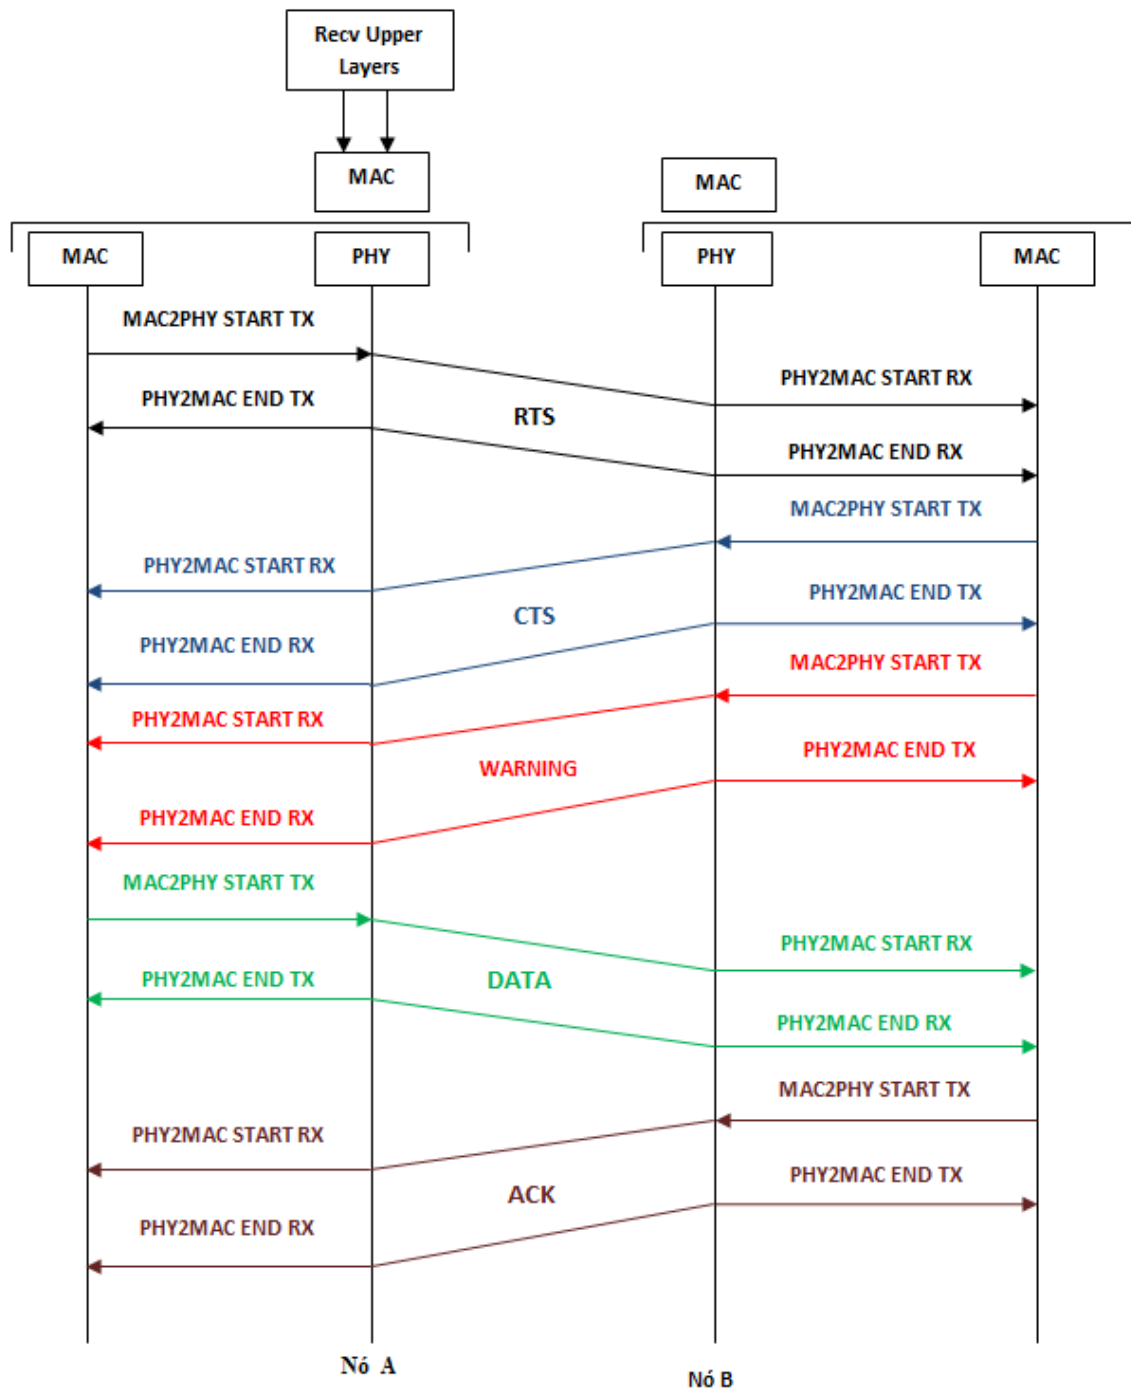 Recv Upper
Layers
MAC
MAC
MAC
PHY
PHY
MAC
MAC2PHY START TX
PHY2MAC START RX
PHY2MAC END TX
RTS
PHY2MAC END RX
MAC2PHY START TX
PHY2MAC START RX
PHY2MAC END TX
CTS
PHY2MAC END RX
MAC2PHY START TX
PHY2MAC START RX
PHY2MAC END TX
WARNING
PHY2MAC END RX
MAC2PHY START TX
PHY2MAC START RX
PHY2MAC END TX
DATA
PHY2MAC END RX
MAC2PHY START TX
PHY2MAC START RX
PHY2MAC END TX
ACK
PHY2MAC END RX
Nó A
Nó B